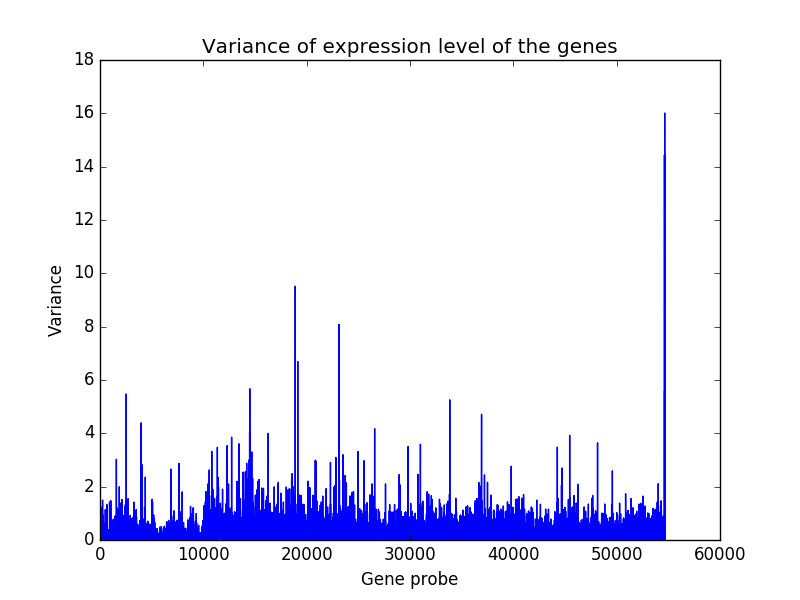 Variance of expression level of the genes
18
16
14
12
10
8
6
4
2
0
Variance
0 10000 20000 30000 40000 50000 60000
Gene probe